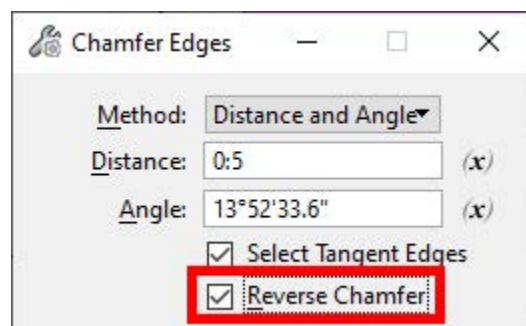 Chamfer Edges
Method: Distance and Angle
Distance: 0:5 (x)
Angle: 13°52'33.6" (x)
Select Tangent Edges
Reverse Chamfer